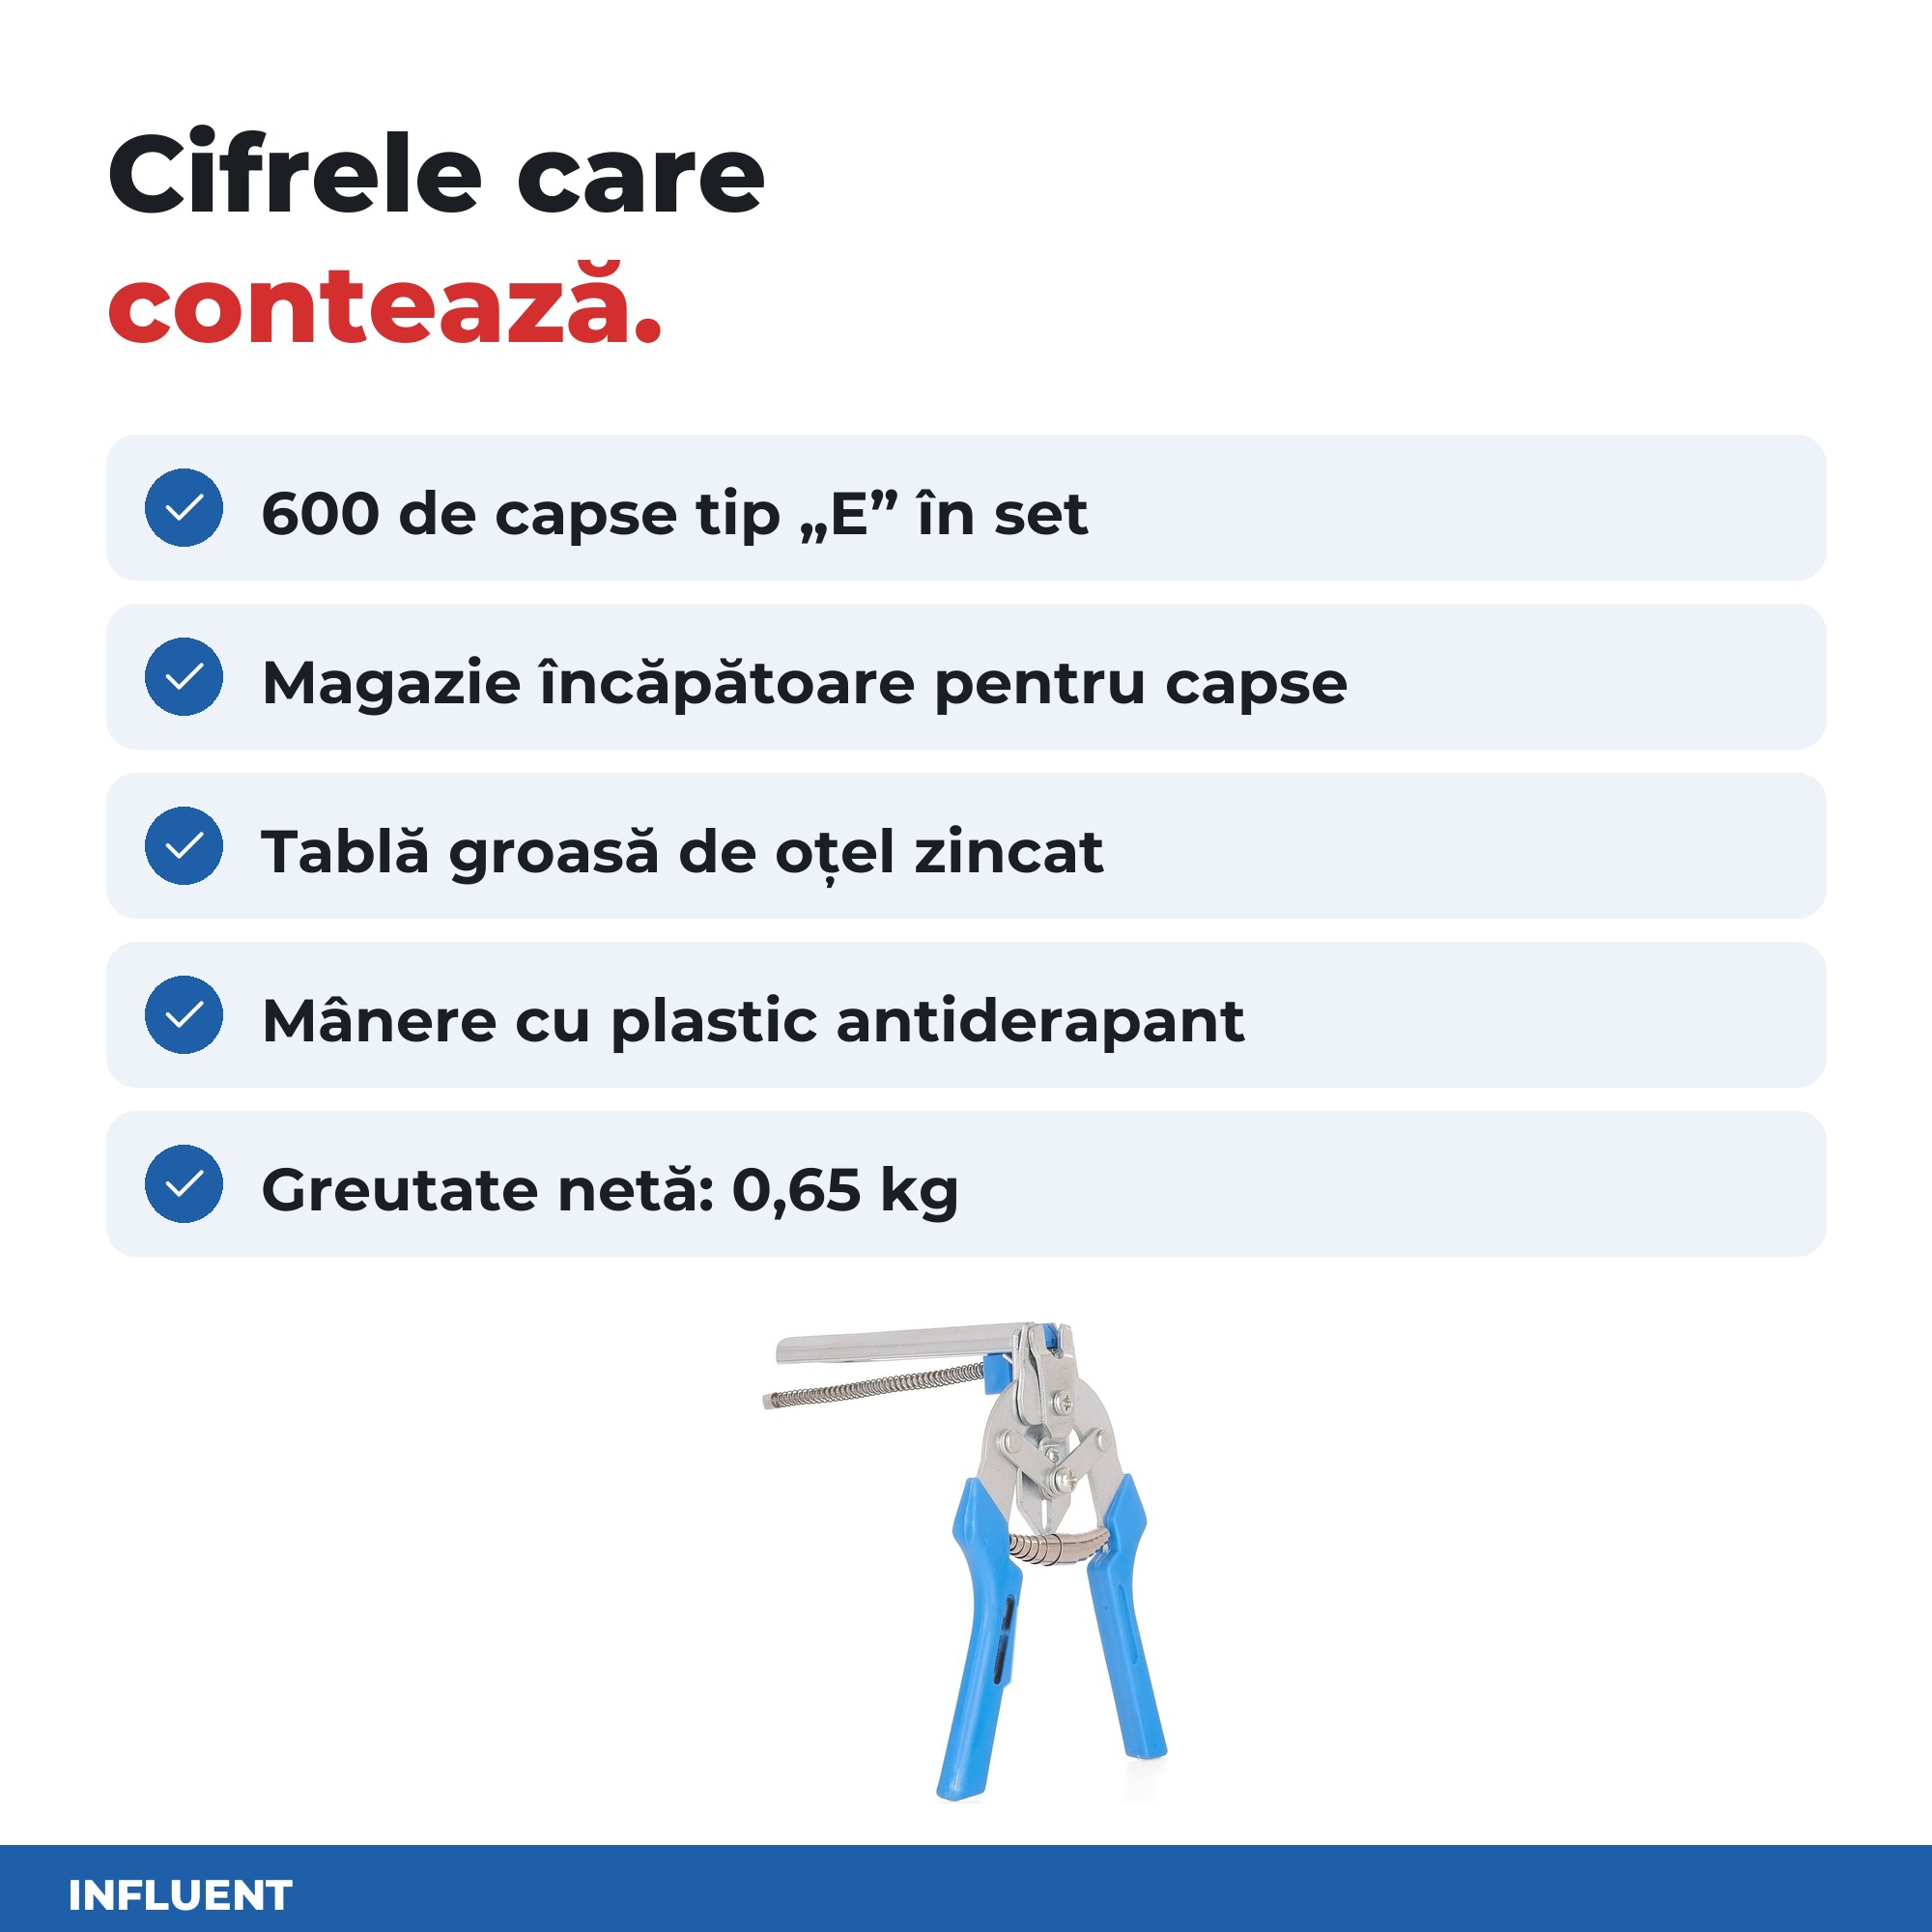 Cifrele care
contează.
600 de capse tip „E” în set
Magazie încăpătoare pentru capse
Tablă groasă de oțel zincat
Mânere cu plastic antiderapant
Greutate netă: 0,65 kg
INFLUENT